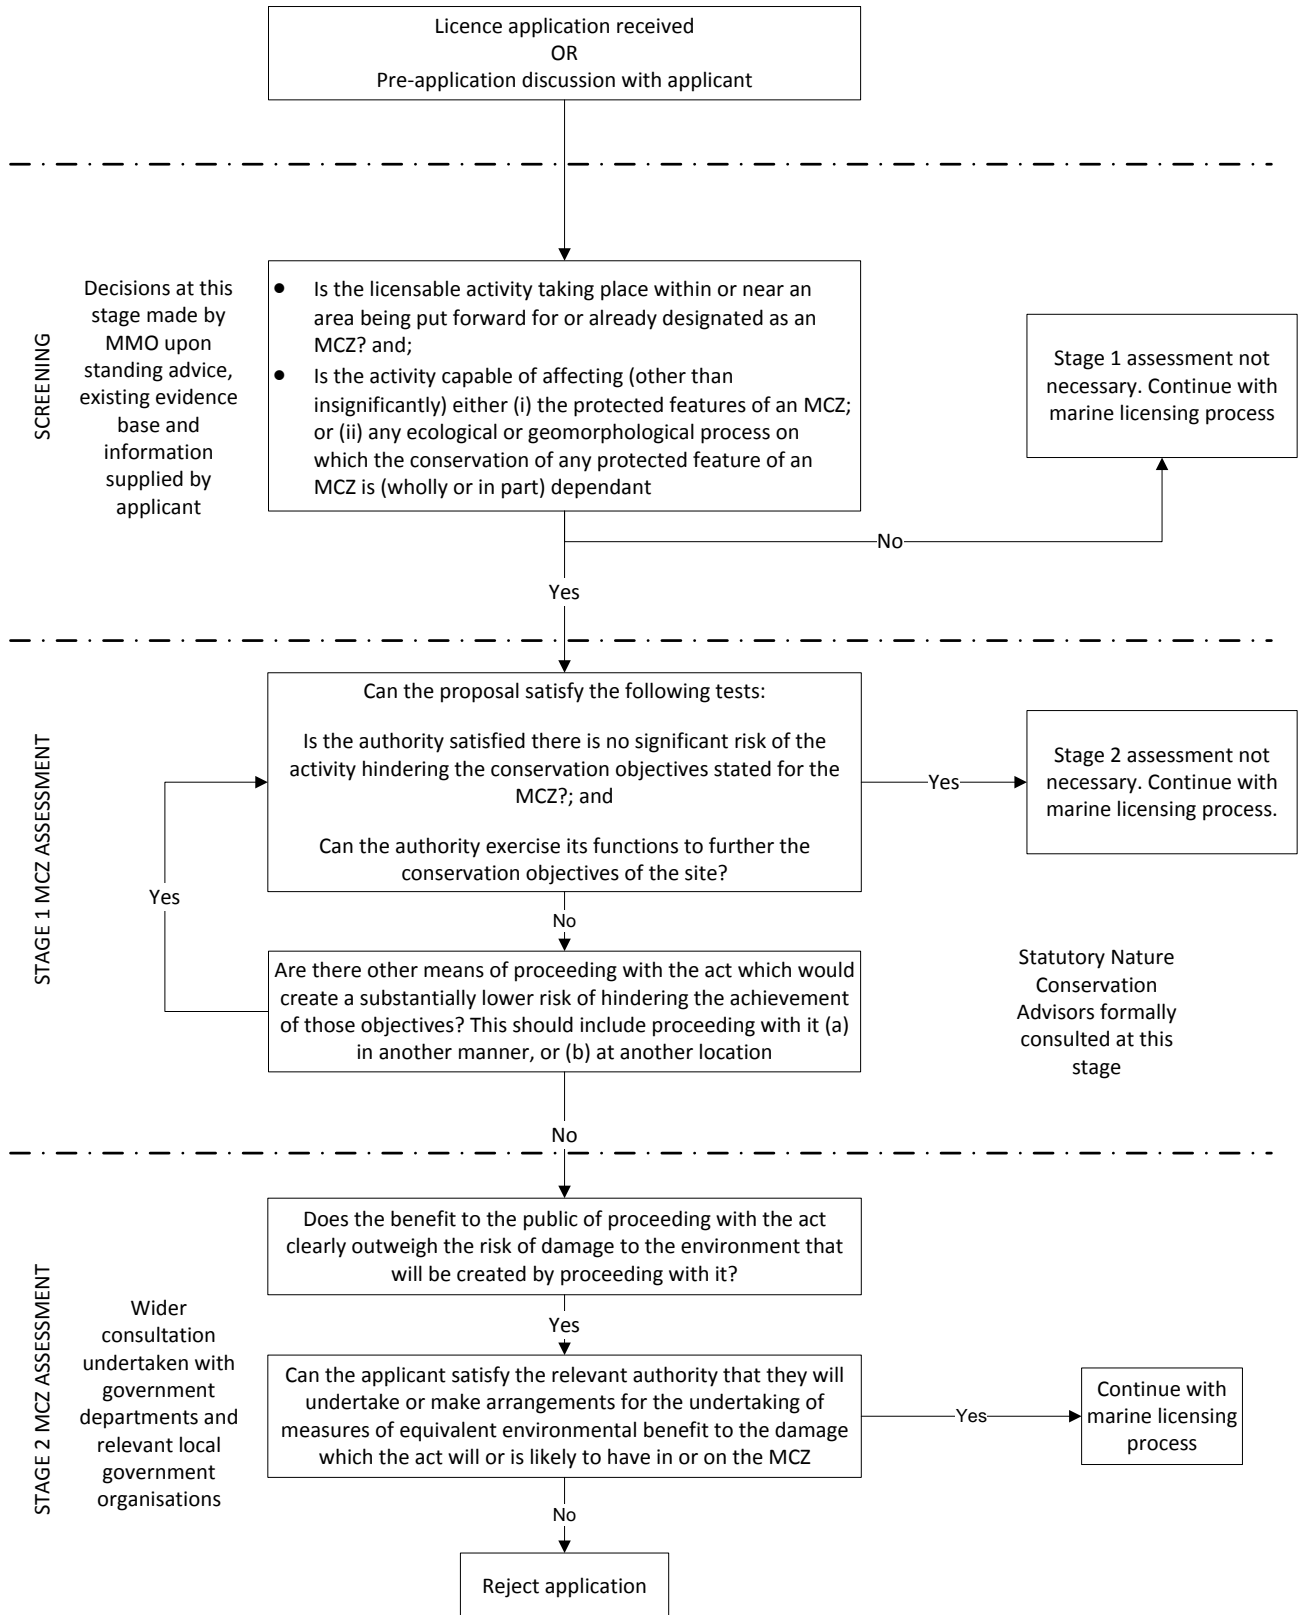 Licence application received
OR
Pre-application discussion with applicant
SCREENING
Decisions at this
stage made by
MMO upon
standing advice,
existing evidence
base and
information
supplied by
applicant
• Is the licensable activity taking place within or near an
area being put forward for or already designated as an
MCZ? and;
• Is the activity capable of affecting (other than
insignificantly) either (i) the protected features of an MCZ;
or (ii) any ecological or geomorphological process on
which the conservation of any protected feature of an
MCZ is (wholly or in part) dependant
Stage 1 assessment not
necessary. Continue with
marine licensing process
No
Yes
STAGE 1 MCZ ASSESSMENT
Can the proposal satisfy the following tests:
Is the authority satisfied there is no significant risk of the
activity hindering the conservation objectives stated for the
MCZ?; and
Can the authority exercise its functions to further the
conservation objectives of the site?
Yes
Stage 2 assessment not
necessary. Continue with
marine licensing process.
Yes
No
Are there other means of proceeding with the act which would
create a substantially lower risk of hindering the achievement
of those objectives? This should include proceeding with it (a)
in another manner, or (b) at another location
Statutory Nature
Conservation
Advisors formally
consulted at this
stage
No
STAGE 2 MCZ ASSESSMENT
Wider
consultation
undertaken with
government
departments and
relevant local
government
organisations
Does the benefit to the public of proceeding with the act
clearly outweigh the risk of damage to the environment that
will be created by proceeding with it?
Yes
Can the applicant satisfy the relevant authority that they will
undertake or make arrangements for the undertaking of
measures of equivalent environmental benefit to the damage
which the act will or is likely to have in or on the MCZ
Yes
Continue with
marine licensing
process
No
Reject application